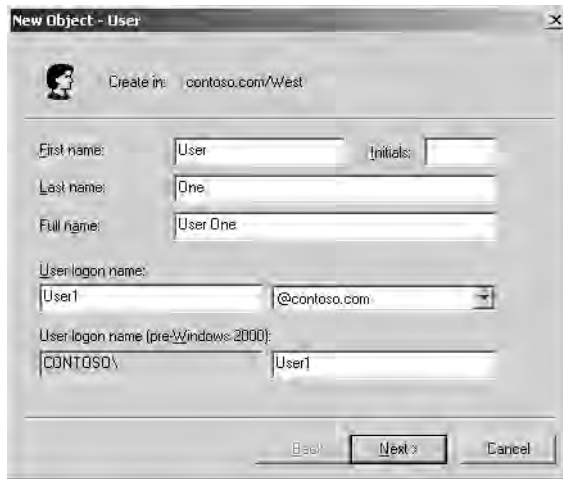 New Object - User
Create in: contoso.com/West
First name: User Initials:
Last name: One
Full name: User One
User logon name:
User1 @contoso.com
User logon name (pre-Windows 2000):
CONTOSO\ User1
< Back Next > Cancel